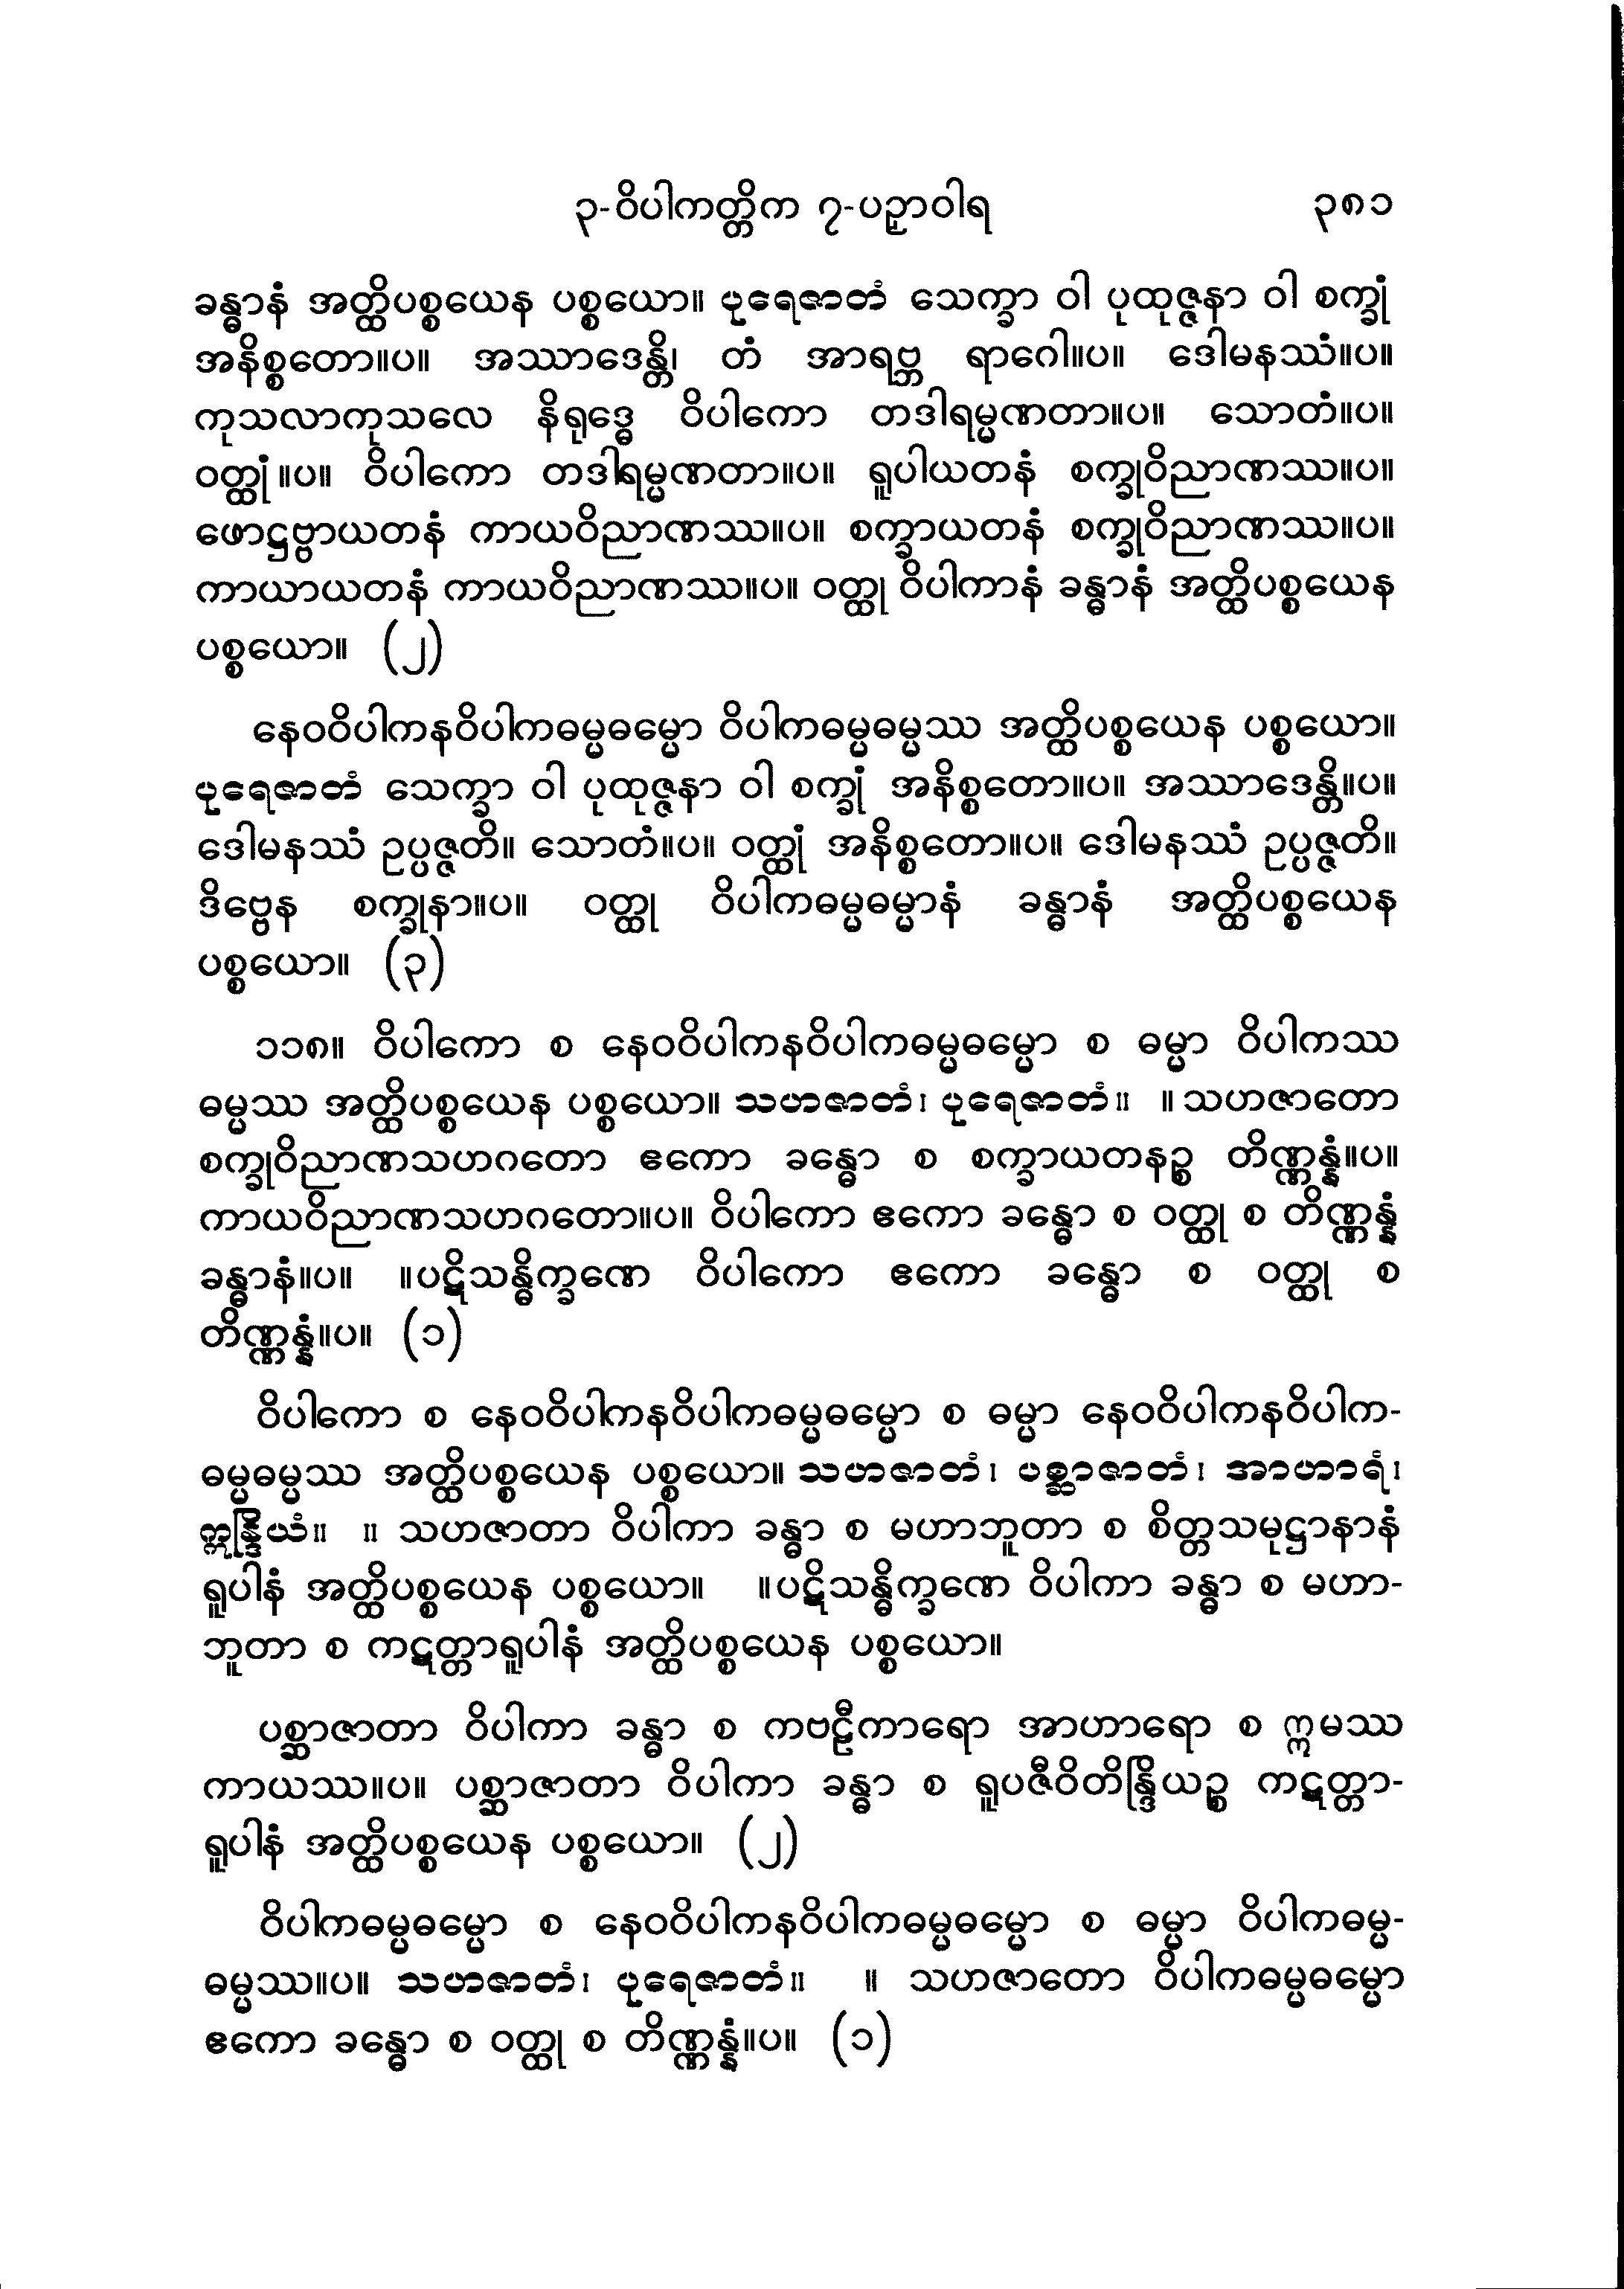 ၃-ဝိပါကတ္တိက ၇-ပဉှာဝါရ ၃၈၁
ခန္ဓာနံ အတ္ထိပစ္စယေန ပစ္စယော။ ပုရေဇာတံ သေက္ခာ ဝါ ပုထုဇ္ဇနာ ဝါ စက္ခုံ
အနိစ္စတော။ပ။ အဿာဒေန္တိ၊ တံ အာရဗ္ဘ ရာဂေါ။ပ။ ဒေါမနဿံ။ပ။
ကုသလာကုသလေ နိရုဒ္ဓေ ဝိပါကော တဒါရမ္မဏတာ။ပ။ သောတံ။ပ။
ဝတ္ထုံ။ပ။ ဝိပါကော တဒါရမ္မဏတာ။ပ။ ရူပါယတနံ စက္ခုဝိညာဏဿ။ပ။
ဖောဋ္ဌဗ္ဗာယတနံ ကာယဝိညာဏဿ။ပ။ စက္ခာယတနံ စက္ခုဝိညာဏဿ။ပ။
ကာယာယတနံ ကာယဝိညာဏဿ။ပ။ ဝတ္ထု ဝိပါကာနံ ခန္ဓာနံ အတ္ထိပစ္စယေန
ပစ္စယော။ (၂)
နေဝဝိပါကနဝိပါကဓမ္မဓမ္မော ဝိပါကဓမ္မဓမ္မဿ အတ္ထိပစ္စယေန ပစ္စယော။
ပုရေဇာတံ သေက္ခာ ဝါ ပုထုဇ္ဇနာ ဝါ စက္ခုံ အနိစ္စတော။ပ။ အဿာဒေန္တိ။ပ။
ဒေါမနဿံ ဥပ္ပဇ္ဇတိ။ သောတံ။ပ။ ဝတ္ထုံ အနိစ္စတော။ပ။ ဒေါမနဿံ ဥပ္ပဇ္ဇတိ။
ဒိဗ္ဗေန စက္ခုနာ။ပ။ ဝတ္ထု ဝိပါကဓမ္မဓမ္မာနံ ခန္ဓာနံ အတ္ထိပစ္စယေန
ပစ္စယော။ (၃)
၁၁၈။ ဝိပါကော စ နေဝဝိပါကနဝိပါကဓမ္မဓမ္မော စ ဓမ္မာ ဝိပါကဿ
ဓမ္မဿ အတ္ထိပစ္စယေန ပစ္စယော။ သဟဇာတံ၊ ပုရေဇာတံ။ ။သဟဇာတော
စက္ခုဝိညာဏသဟဂတော ဧကော ခန္ဓော စ စက္ခာယတနဉ္စ တိဏ္ဏန္နံ။ပ။
ကာယဝိညာဏသဟဂတော။ပ။ ဝိပါကော ဧကော ခန္ဓော စ ဝတ္ထု စ တိဏ္ဏန္နံ
ခန္ဓာနံ။ပ။ ။ပဋိသန္ဓိက္ခဏေ ဝိပါကော ဧကော ခန္ဓော စ ဝတ္ထု စ
တိဏ္ဏန္နံ။ပ။ (၁)
ဝိပါကော စ နေဝဝိပါကနဝိပါကဓမ္မဓမ္မော စ ဓမ္မာ နေဝဝိပါကနဝိပါက-
ဓမ္မဓမ္မဿ အတ္ထိပစ္စယေန ပစ္စယော။ သဟဇာတံ၊ ပစ္ဆာဇာတံ၊ အာဟာရံ၊
ဣန္ဒြိယံ။ ။ သဟဇာတာ ဝိပါကာ ခန္ဓာ စ မဟာဘူတာ စ စိတ္တသမုဋ္ဌာနာနံ
ရူပါနံ အတ္ထိပစ္စယေန ပစ္စယော။ ။ပဋိသန္ဓိက္ခဏေ ဝိပါကာ ခန္ဓာ စ မဟာ-
ဘူတာ စ ကဋတ္တာရူပါနံ အတ္ထိပစ္စယေန ပစ္စယော။
ပစ္ဆာဇာတာ ဝိပါကာ ခန္ဓာ စ ကဗဠီကာရော အာဟာရော စ ဣမဿ
ကာယဿ။ပ။ ပစ္ဆာဇာတာ ဝိပါကာ ခန္ဓာ စ ရူပဇီဝိတိန္ဒြိယဉ္စ ကဋတ္တာ-
ရူပါနံ အတ္ထိပစ္စယေန ပစ္စယော။ (၂)
ဝိပါကဓမ္မဓမ္မော စ နေဝဝိပါကနဝိပါကဓမ္မဓမ္မော စ ဓမ္မာ ဝိပါကဓမ္မ-
ဓမ္မဿ။ပ။ သဟဇာတံ၊ ပုရေဇာတံ။ ။ သဟဇာတော ဝိပါကဓမ္မဓမ္မော
ဧကော ခန္ဓော စ ဝတ္ထု စ တိဏ္ဏန္နံ။ပ။ (၁)